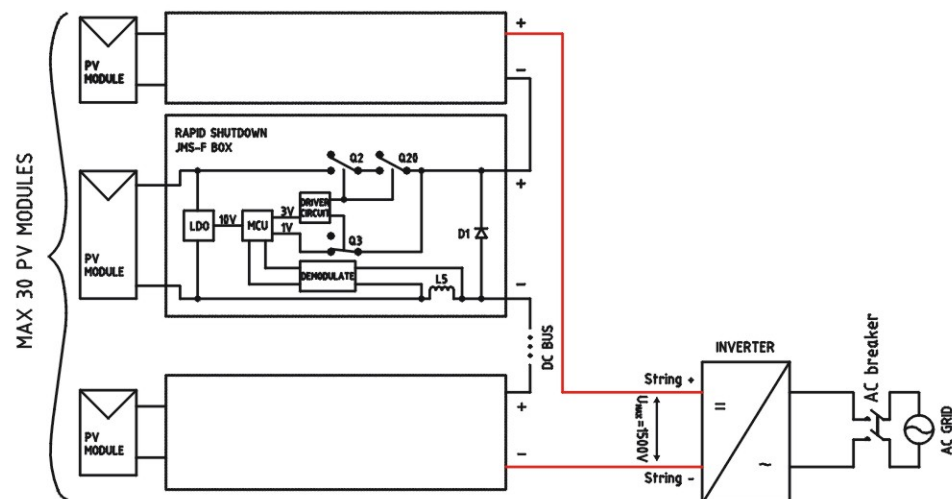 MAX 30 PV MODULES
PV
MODULE
+
−
RAPID SHUTDOWN
JMS-F BOX
PV
MODULE
LDO
10V
MCU
3V
1V
DRIVER
CIRCUIT
Q2
Q20
Q3
D1
DEMODULATE
L5
+
−
DC BUS
PV
MODULE
+
−
String +
Umax=1500V
String -
INVERTER
=
~
AC breaker
AC GRID